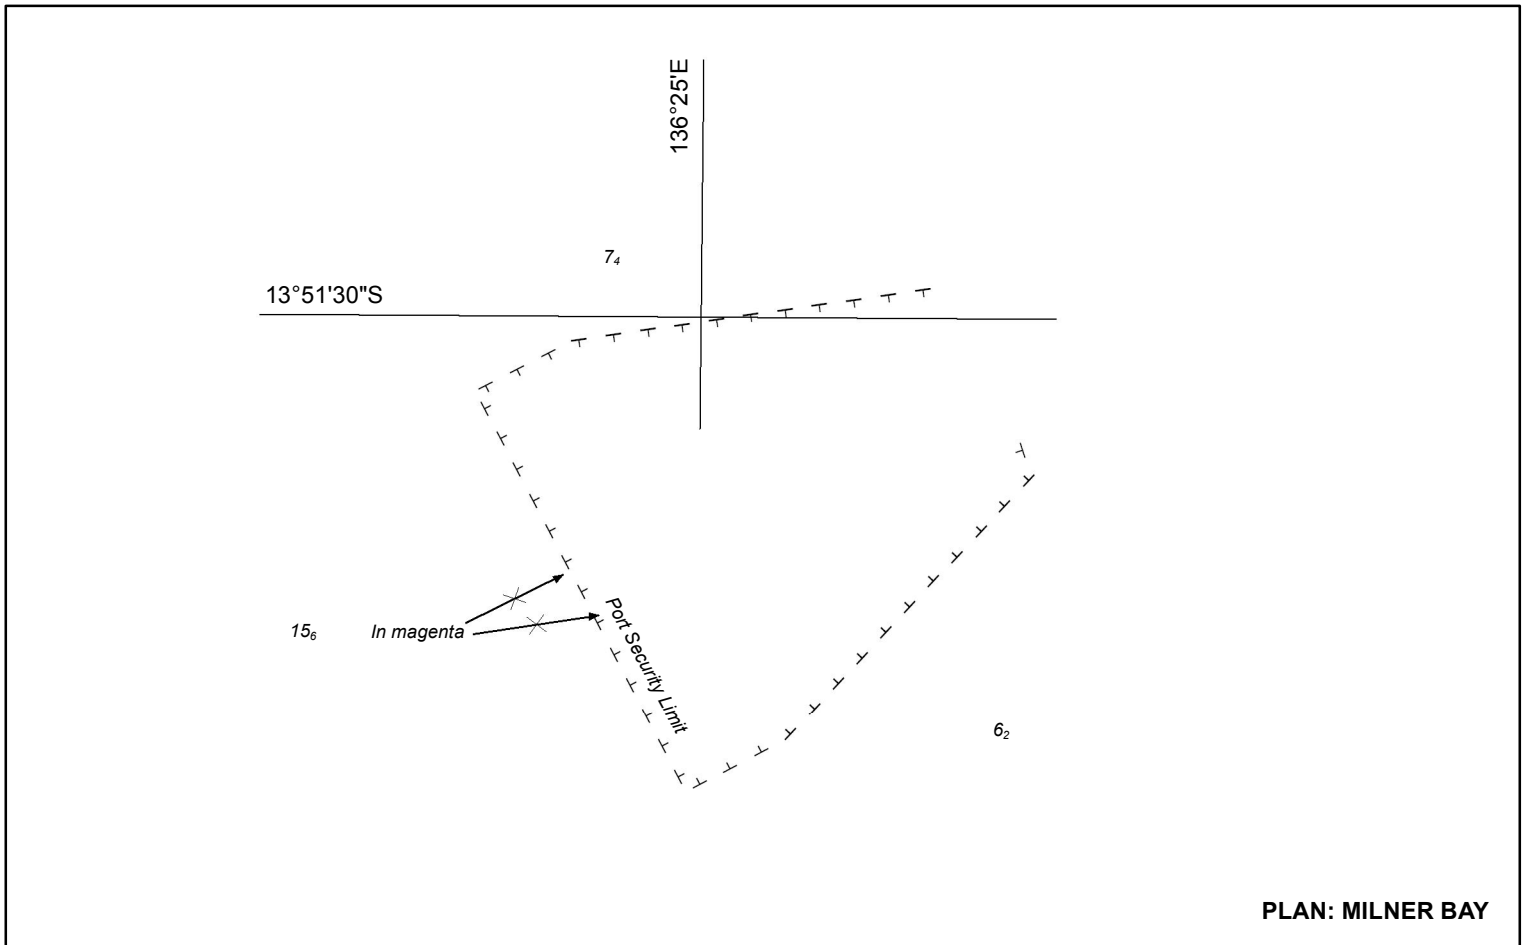 136°25'E
7₄
13°51'30"S
15₆
In magenta
Port Security Limit
6₂
PLAN: MILNER BAY